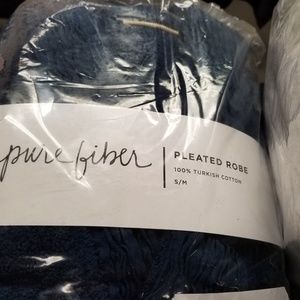 pure fiber
PLEATED ROBE
100% TURKISH COTTON
S/M